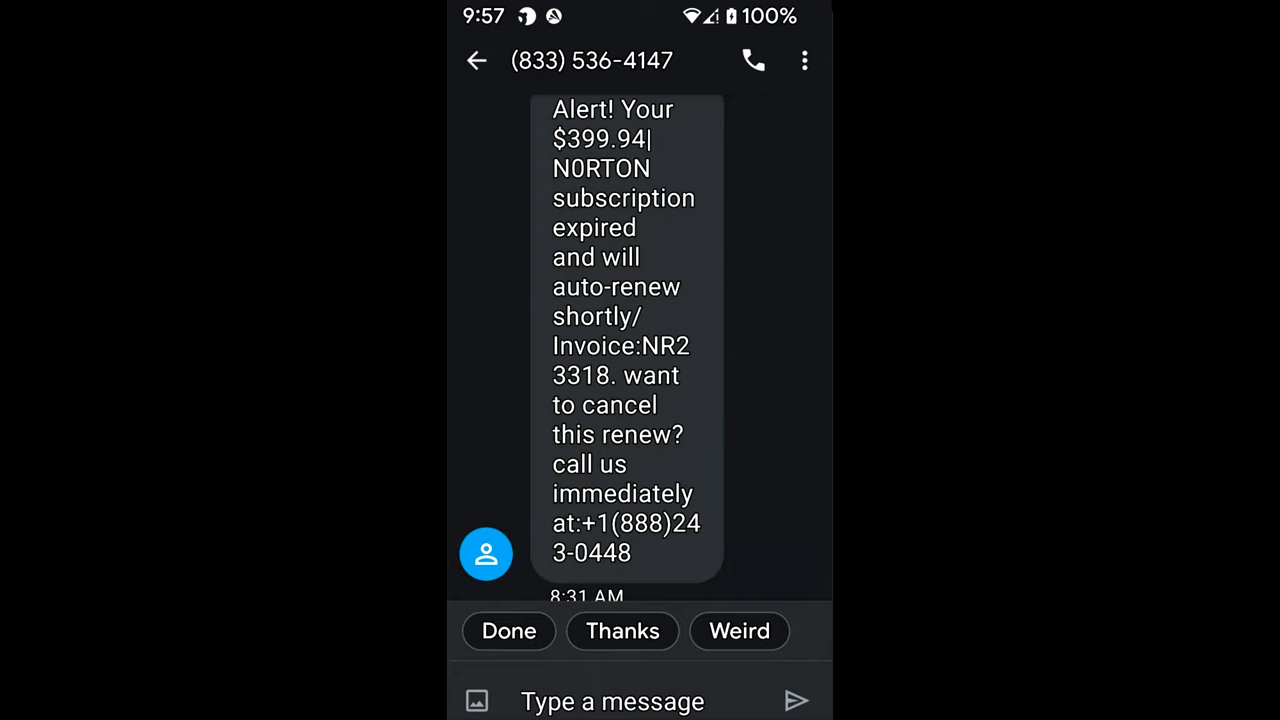 9:57 100%
(833) 536-4147
Alert! Your
$399.94|
N0RTON
subscription
expired
and will
auto-renew
shortly/
Invoice:NR2
3318. want
to cancel
this renew?
call us
immediately
at:+1(888)24
3-0448
8:31 AM
Done Thanks Weird
Type a message